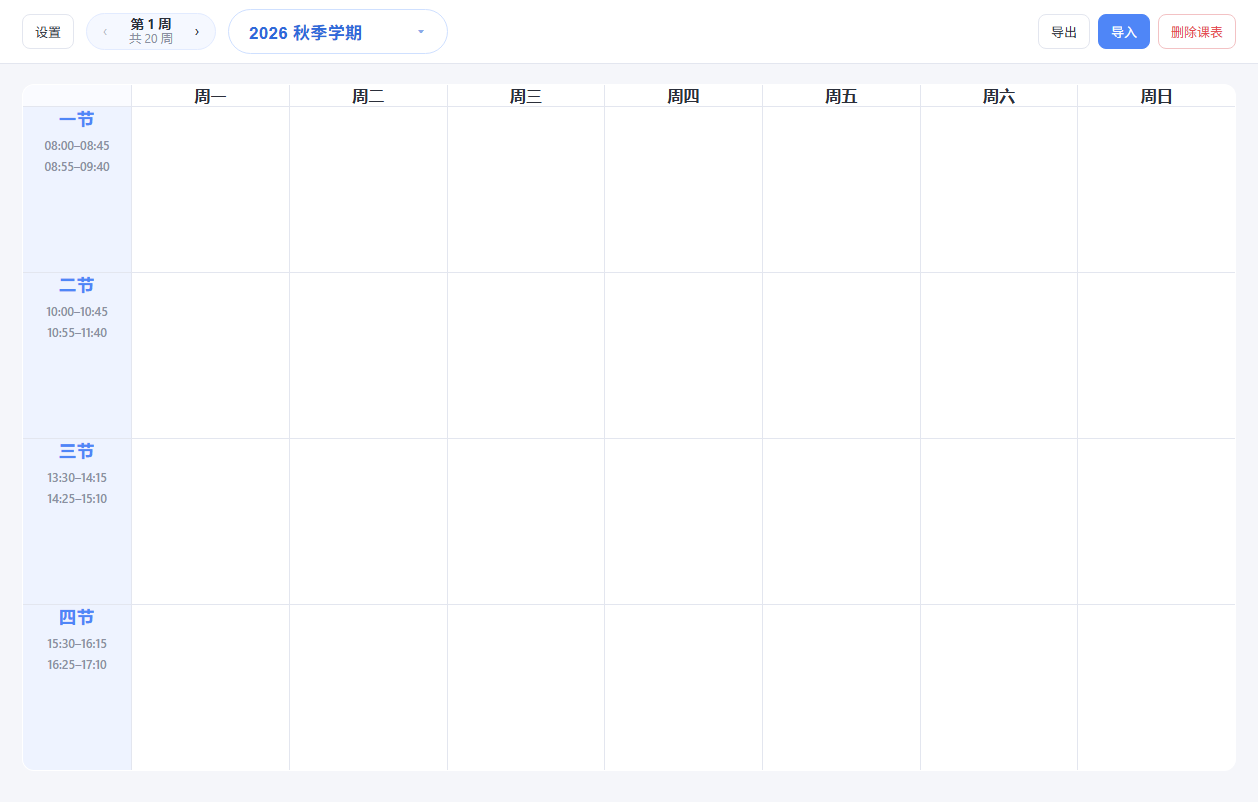 设置
‹ 第 1 周 ›
共 20 周
2026 秋季学期
导出
导入
删除课表
周一 周二 周三 周四 周五 周六 周日
一节
08:00–08:45
08:55–09:40
二节
10:00–10:45
10:55–11:40
三节
13:30–14:15
14:25–15:10
四节
15:30–16:15
16:25–17:10